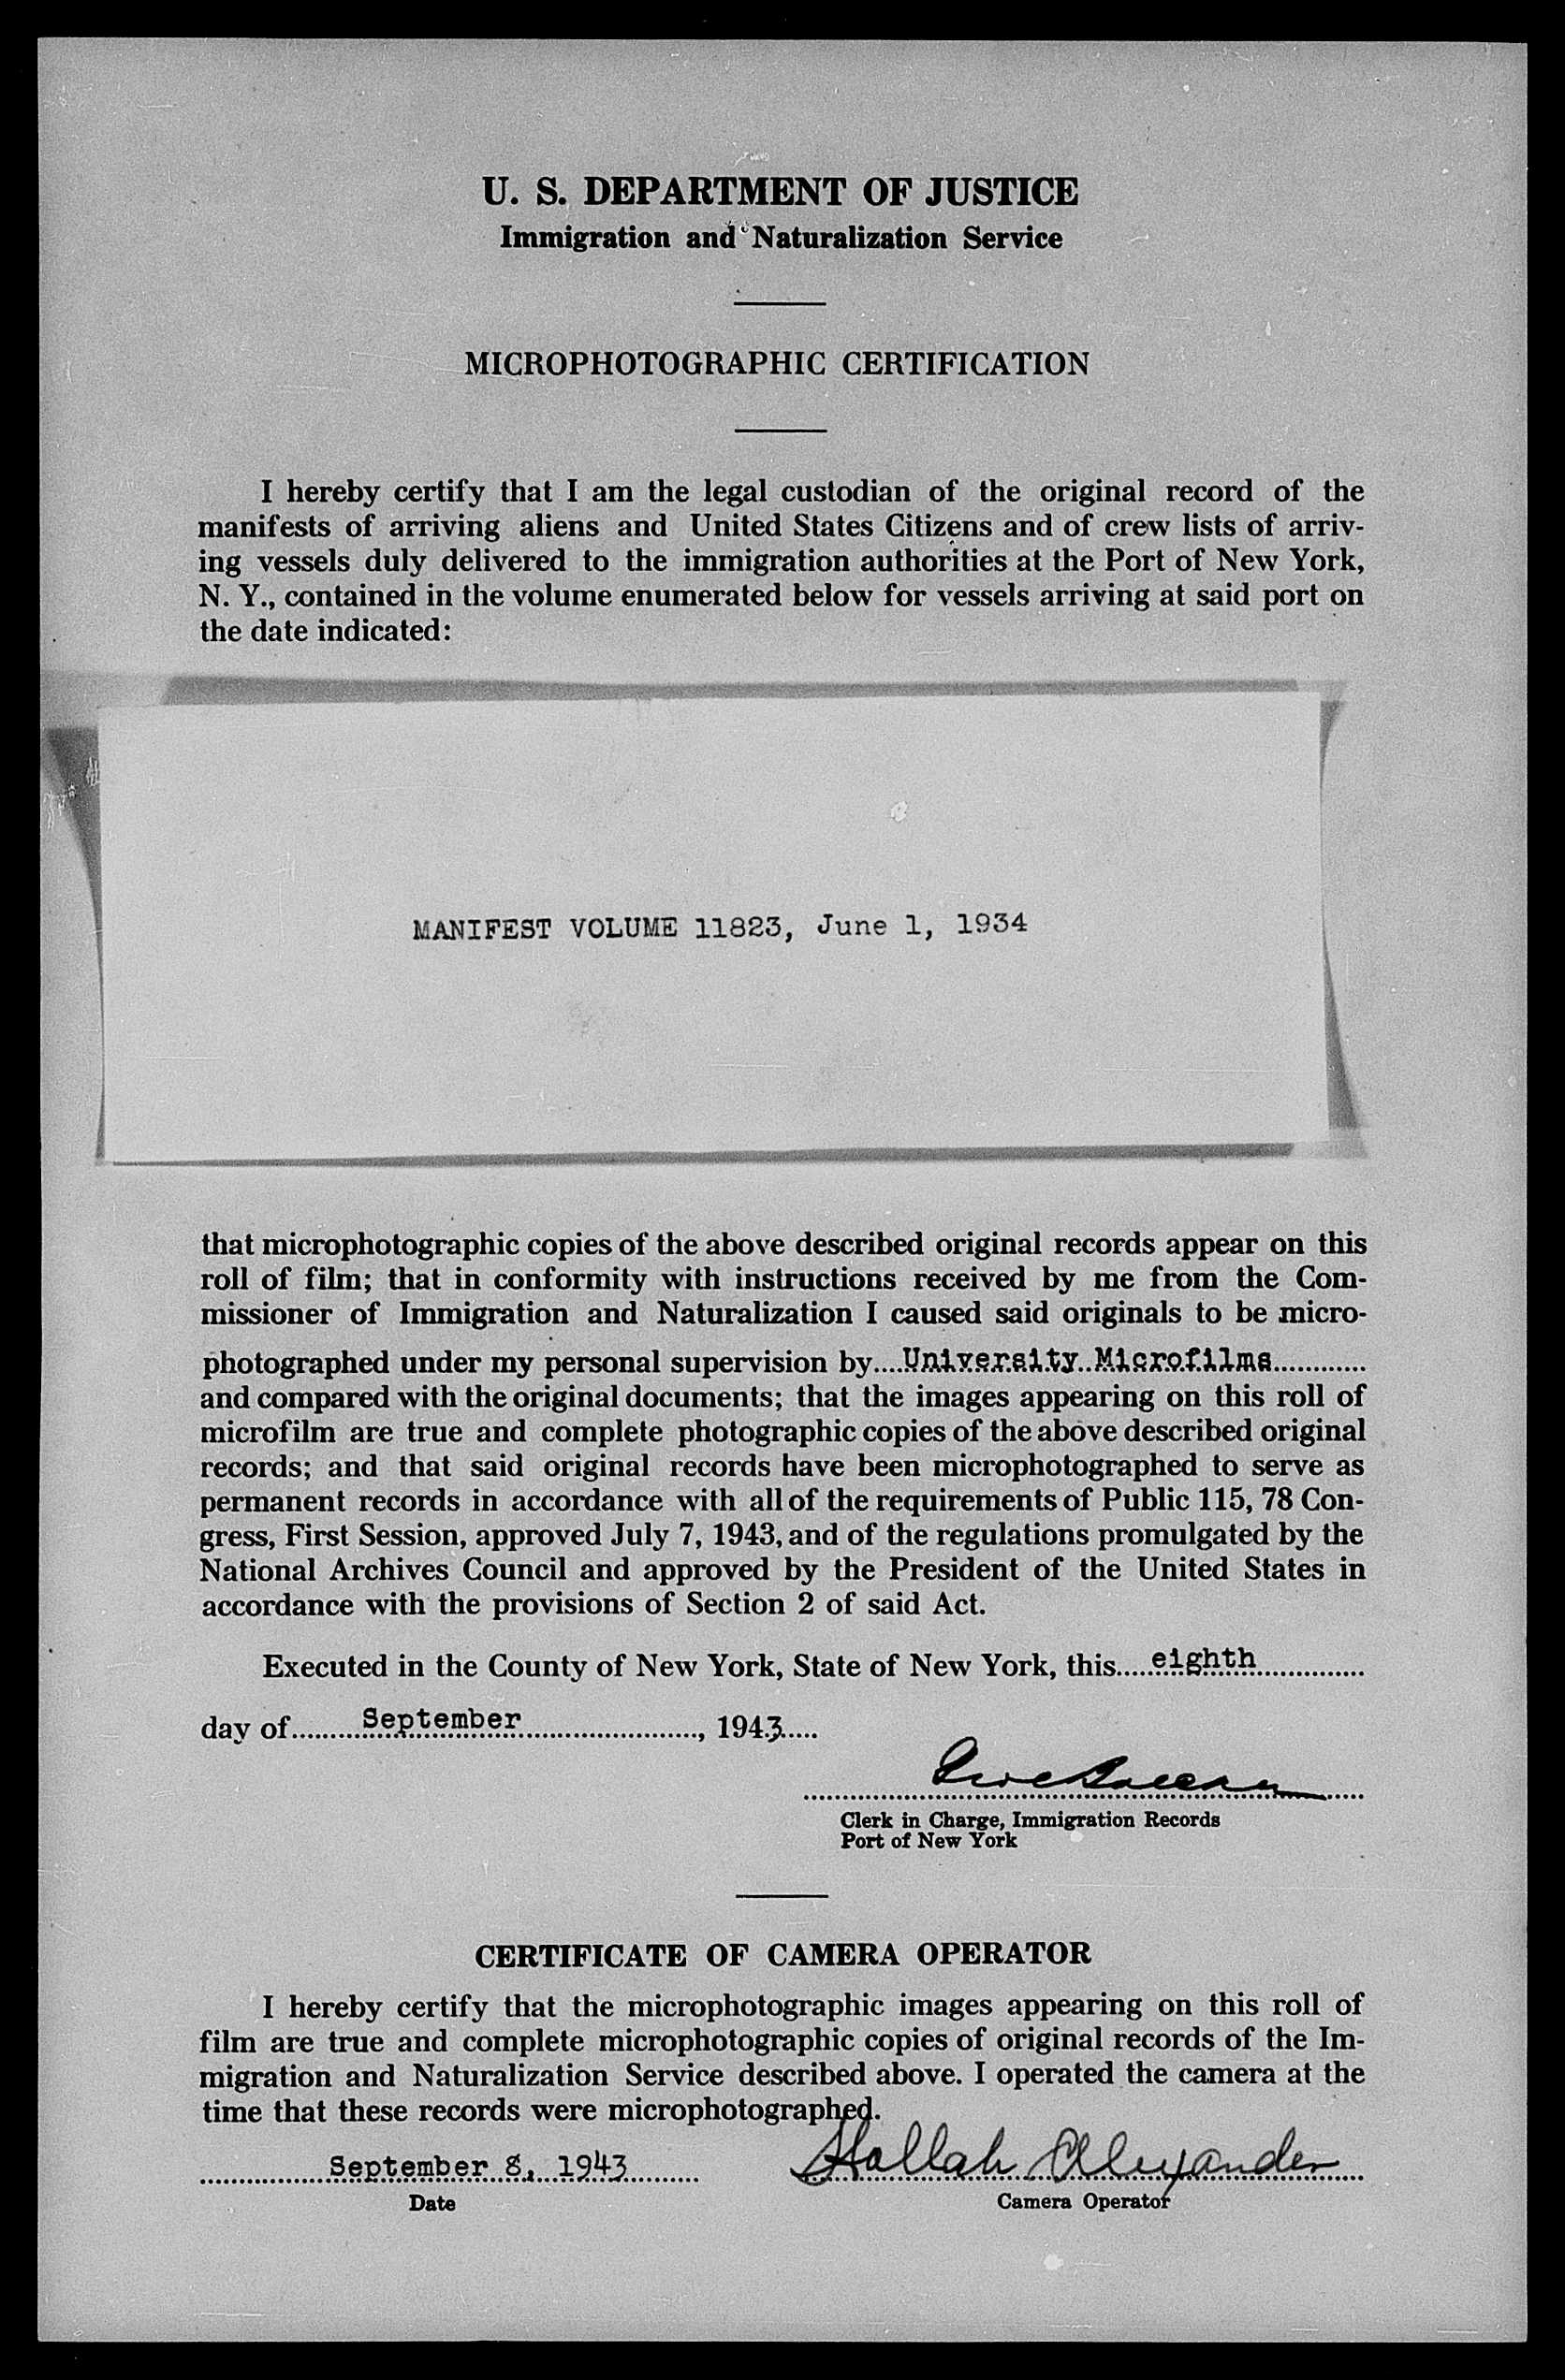 U. S. DEPARTMENT OF JUSTICE
Immigration and Naturalization Service
MICROPHOTOGRAPHIC CERTIFICATION
I hereby certify that I am the legal custodian of the original record of the
manifests of arriving aliens and United States Citizens and of crew lists of arriv-
ing vessels duly delivered to the immigration authorities at the Port of New York,
N. Y., contained in the volume enumerated below for vessels arriving at said port on
the date indicated:
MANIFEST VOLUME 11823, June 1, 1934
that microphotographic copies of the above described original records appear on this
roll of film; that in conformity with instructions received by me from the Com-
missioner of Immigration and Naturalization I caused said originals to be micro-
photographed under my personal supervision by....University Microfilms............
and compared with the original documents; that the images appearing on this roll of
microfilm are true and complete photographic copies of the above described original
records; and that said original records have been microphotographed to serve as
permanent records in accordance with all of the requirements of Public 115, 78 Con-
gress, First Session, approved July 7, 1943, and of the regulations promulgated by the
National Archives Council and approved by the President of the United States in
accordance with the provisions of Section 2 of said Act.
Executed in the County of New York, State of New York, this.....eighth..............
day of.........September......................., 1943.....
Clerk in Charge, Immigration Records
Port of New York
CERTIFICATE OF CAMERA OPERATOR
I hereby certify that the microphotographic images appearing on this roll of
film are true and complete microphotographic copies of original records of the Im-
migration and Naturalization Service described above. I operated the camera at the
time that these records were microphotographed.
September 8, 1943 Hallah Alexander
Date Camera Operator